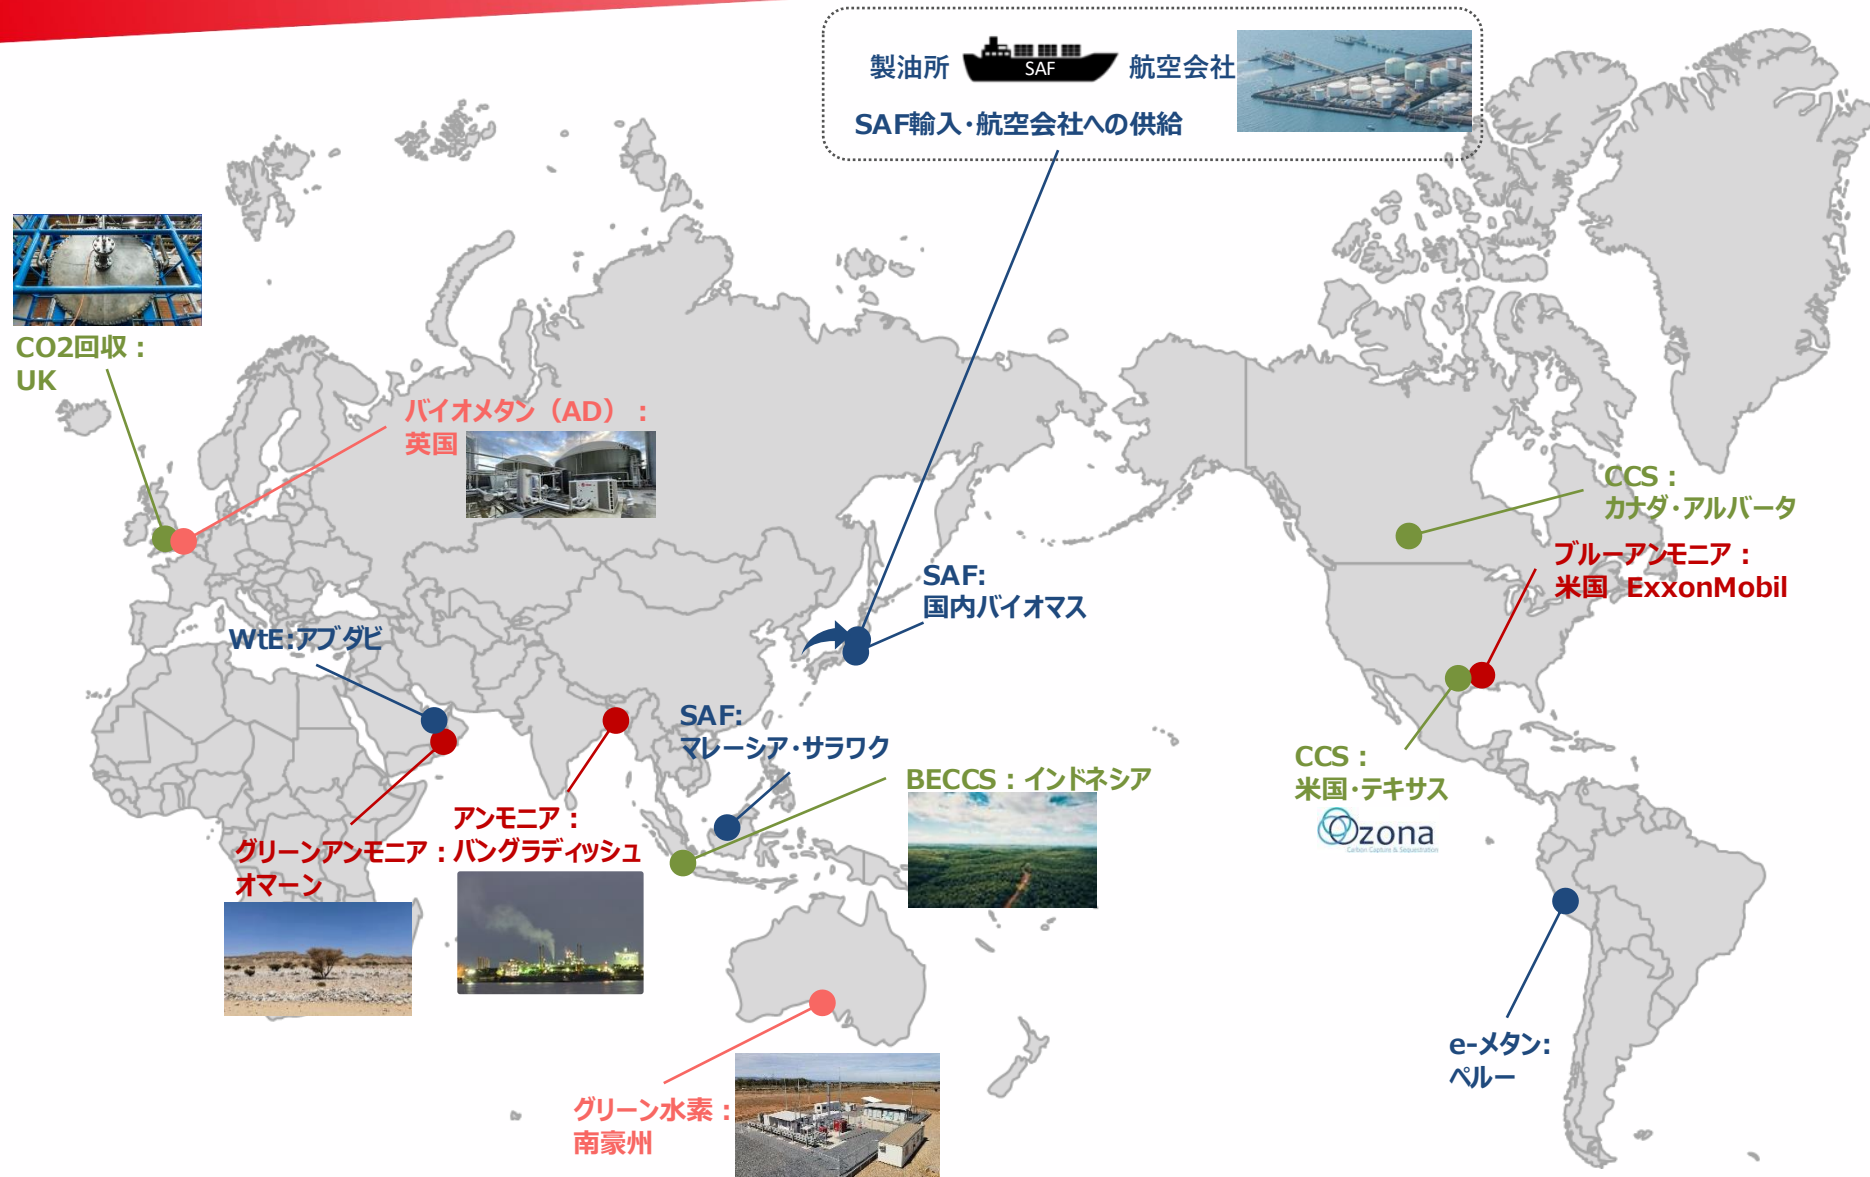 製油所
SAF
航空会社
SAF輸入・航空会社への供給
CO2回収：
UK
バイオメタン（AD）：
英国
CCS：
カナダ・アルバータ
ブルーアンモニア：
米国 ExxonMobil
SAF:
国内バイオマス
WtE:アブダビ
SAF:
マレーシア・サラワク
BECCS：インドネシア
CCS：
米国・テキサス
Ozona
Carbon Capture & Sequestration
アンモニア：
バングラディッシュ
グリーンアンモニア：
オマーン
e-メタン:
ペルー
グリーン水素：
南豪州